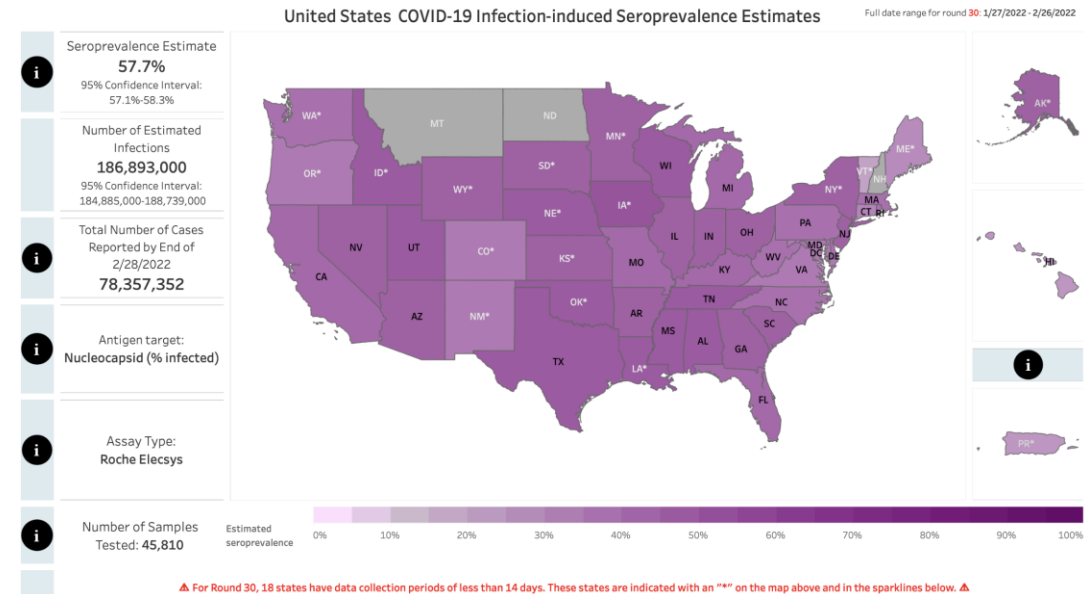 United States COVID-19 Infection-induced Seroprevalence Estimates
Full date range for round 30: 1/27/2022 - 2/26/2022
i
Seroprevalence Estimate
57.7%
95% Confidence Interval:
57.1%-58.3%
Number of Estimated
Infections
186,893,000
95% Confidence Interval:
184,885,000-188,739,000
i
Total Number of Cases
Reported by End of
2/28/2022
78,357,352
i
Antigen target:
Nucleocapsid (% infected)
i
Assay Type:
Roche Elecsys
i
Number of Samples
Tested: 45,810
WA*
MT
ND
MN*
ME*
OR*
ID*
SD*
WI
VT*
NH
WY*
MI
NY*
MA
NE*
IA*
CT
RI
PA
NV
UT
CO*
IL
IN
OH
NJ
KS*
MO
WV
MD
DC
DE
CA
KY
VA
AZ
NM*
OK*
AR
TN
NC
MS
AL
SC
GA
TX
LA*
FL
AK*
HI
i
PR*
Estimated
seroprevalence
0%
10%
20%
30%
40%
50%
60%
70%
80%
90%
100%
⚠ For Round 30, 18 states have data collection periods of less than 14 days. These states are indicated with an "*" on the map above and in the sparklines below. ⚠